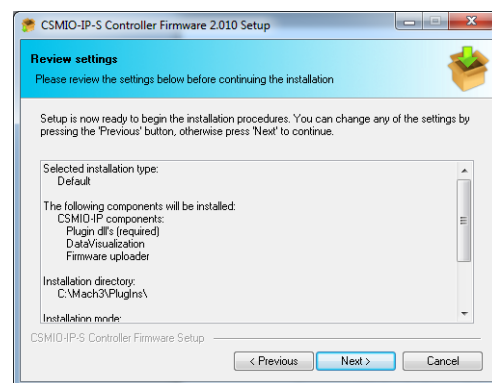 CSMIO-IP-S Controller Firmware 2.010 Setup
Review settings
Please review the settings below before continuing the installation
Setup is now ready to begin the installation procedures. You can change any of the settings by
pressing the 'Previous' button, otherwise press 'Next' to continue.
Selected installation type:
Default
The following components will be installed:
CSMIO-IP components:
Plugin dll's (required)
DataVisualization
Firmware uploader
Installation directory:
C:\Mach3\PlugIns\
Installation mode:
CSMIO-IP-S Controller Firmware Setup
< Previous
Next >
Cancel